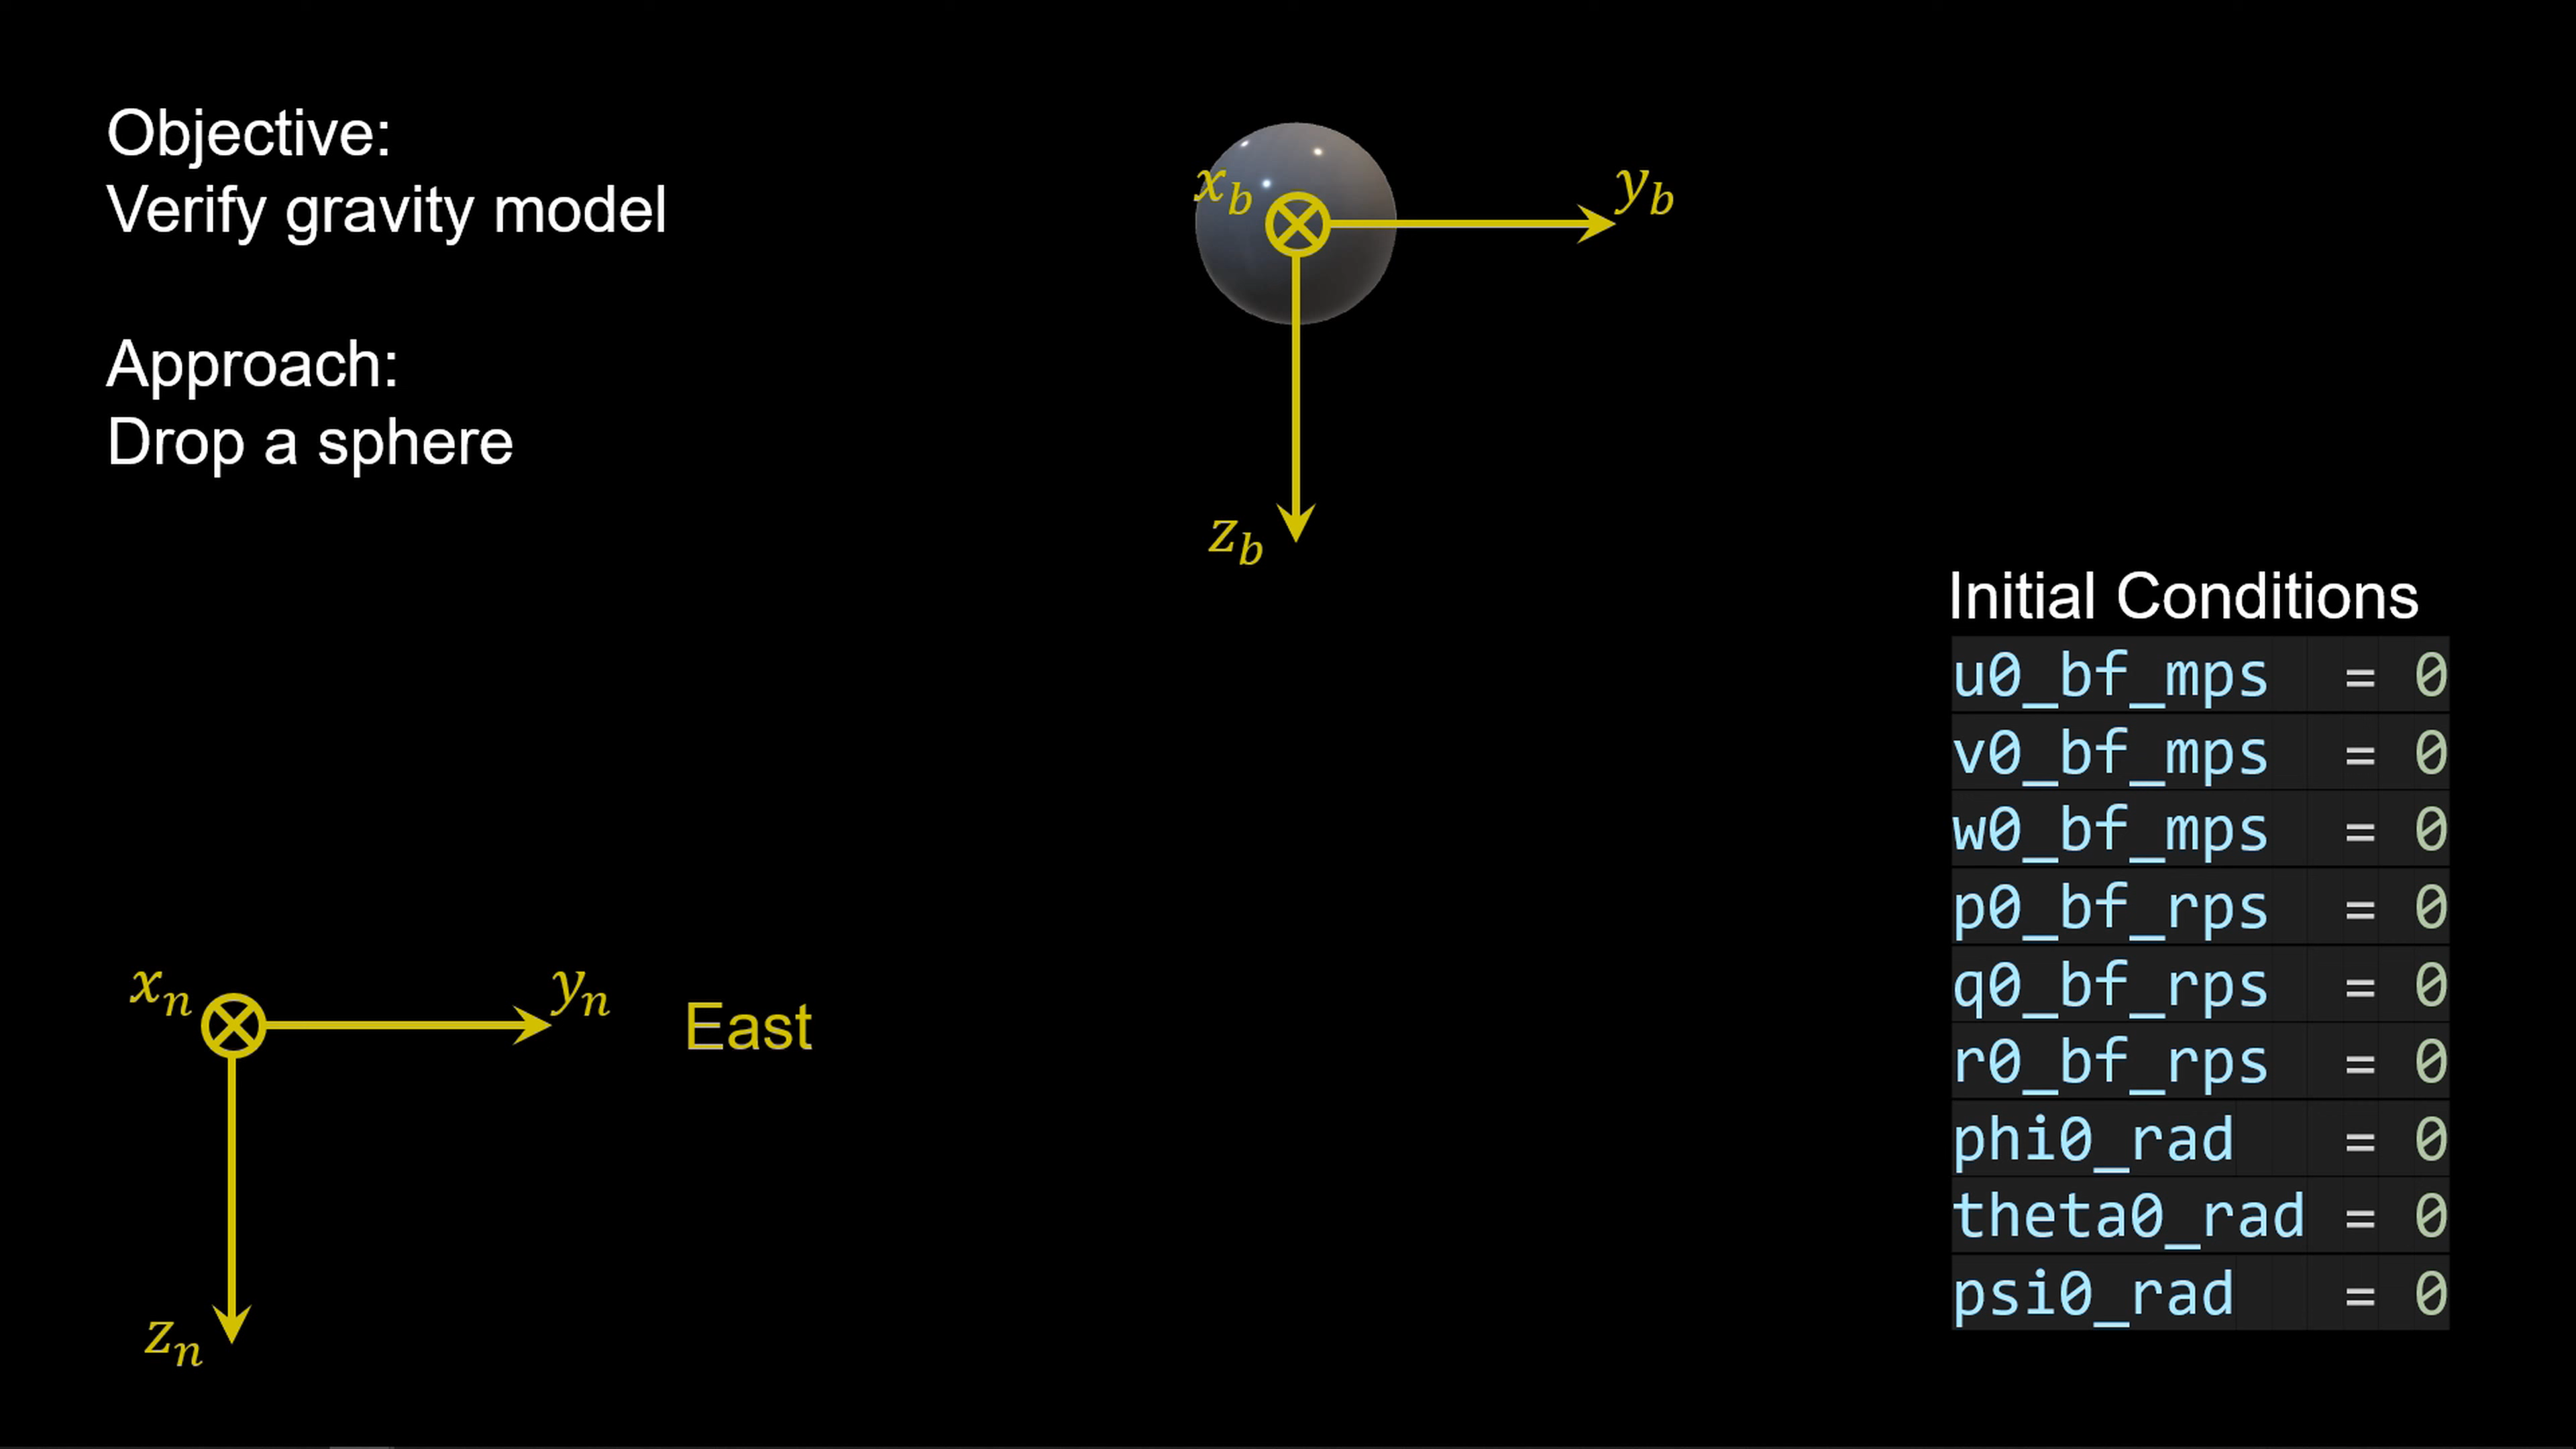 Objective:
Verify gravity model
Approach:
Drop a sphere
x_b
y_b
z_b
Initial Conditions
u0_bf_mps = 0
v0_bf_mps = 0
w0_bf_mps = 0
p0_bf_rps = 0
q0_bf_rps = 0
r0_bf_rps = 0
phi0_rad = 0
theta0_rad = 0
psi0_rad = 0
x_n
y_n
East
z_n